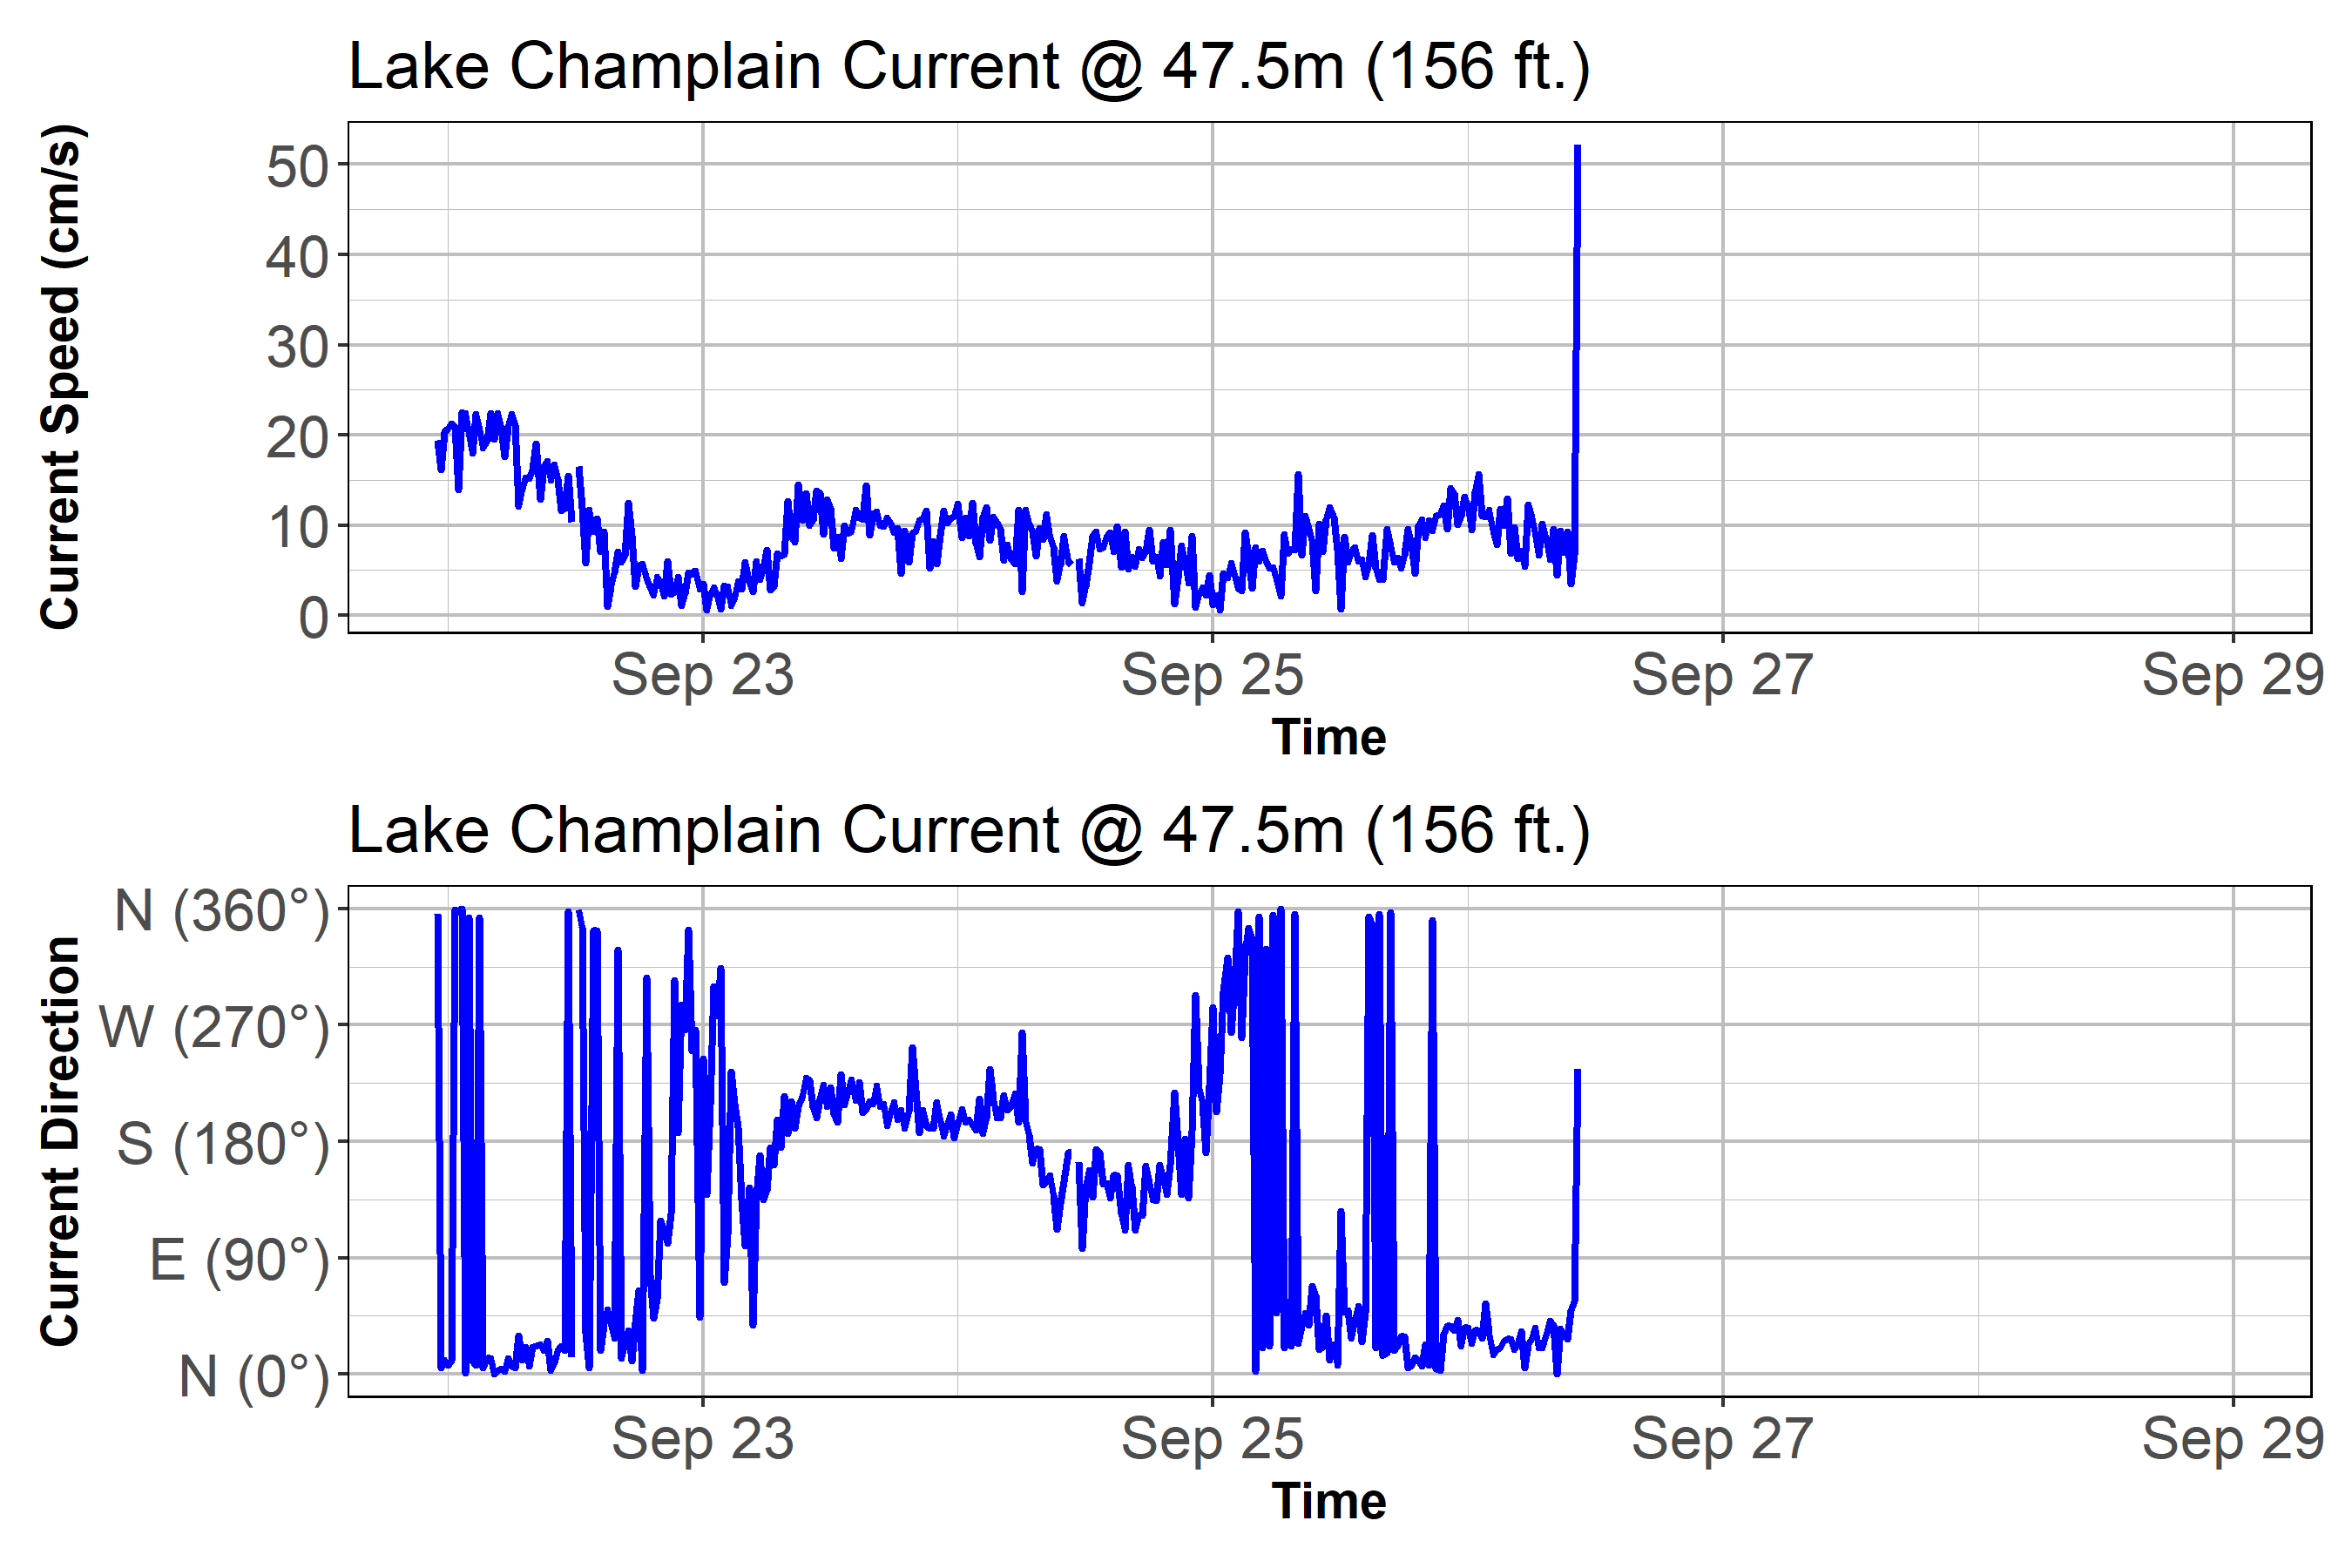 Lake Champlain Current @ 47.5m (156 ft.)
Current Speed (cm/s)
50
40
30
20
10
0
Sep 23 Sep 25 Sep 27 Sep 29
Time
Lake Champlain Current @ 47.5m (156 ft.)
Current Direction
N (360°)
W (270°)
S (180°)
E (90°)
N (0°)
Sep 23 Sep 25 Sep 27 Sep 29
Time